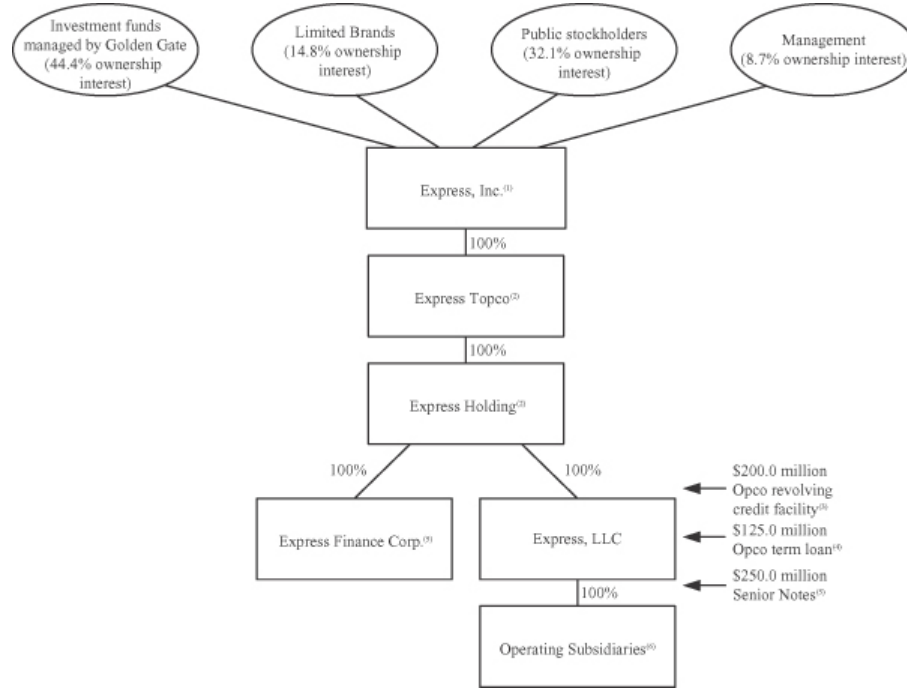 Investment funds
managed by Golden Gate
(44.4% ownership
interest)
Limited Brands
(14.8% ownership
interest)
Public stockholders
(32.1% ownership
interest)
Management
(8.7% ownership interest)
Express, Inc.(1)
100%
Express Topco(2)
100%
Express Holding(2)
100%
100%
$200.0 million
Opco revolving
credit facility(3)
Express Finance Corp.(5)
Express, LLC
$125.0 million
Opco term loan(4)
$250.0 million
Senior Notes(5)
100%
Operating Subsidiaries(6)